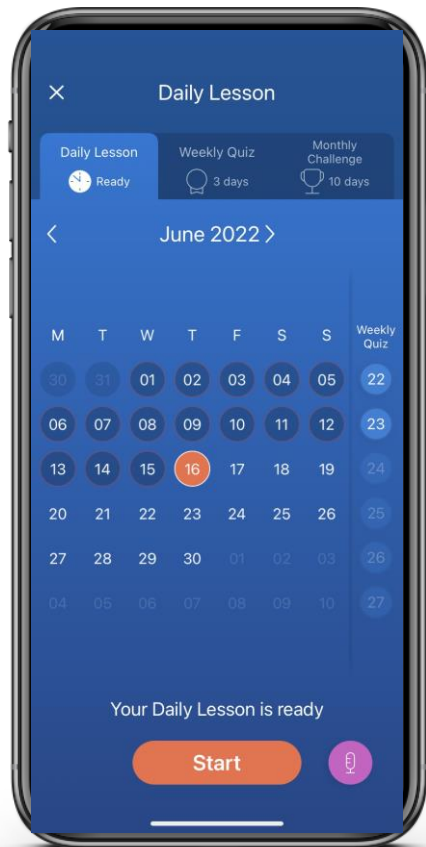 Daily Lesson
Daily Lesson
Ready
Weekly Quiz
3 days
Monthly
Challenge
10 days
June 2022
M T W T F S S Weekly
Quiz
30 31 01 02 03 04 05 22
06 07 08 09 10 11 12 23
13 14 15 16 17 18 19 24
20 21 22 23 24 25 26 25
27 28 29 30 01 02 03 26
04 05 06 07 08 09 10 27
Your Daily Lesson is ready
Start